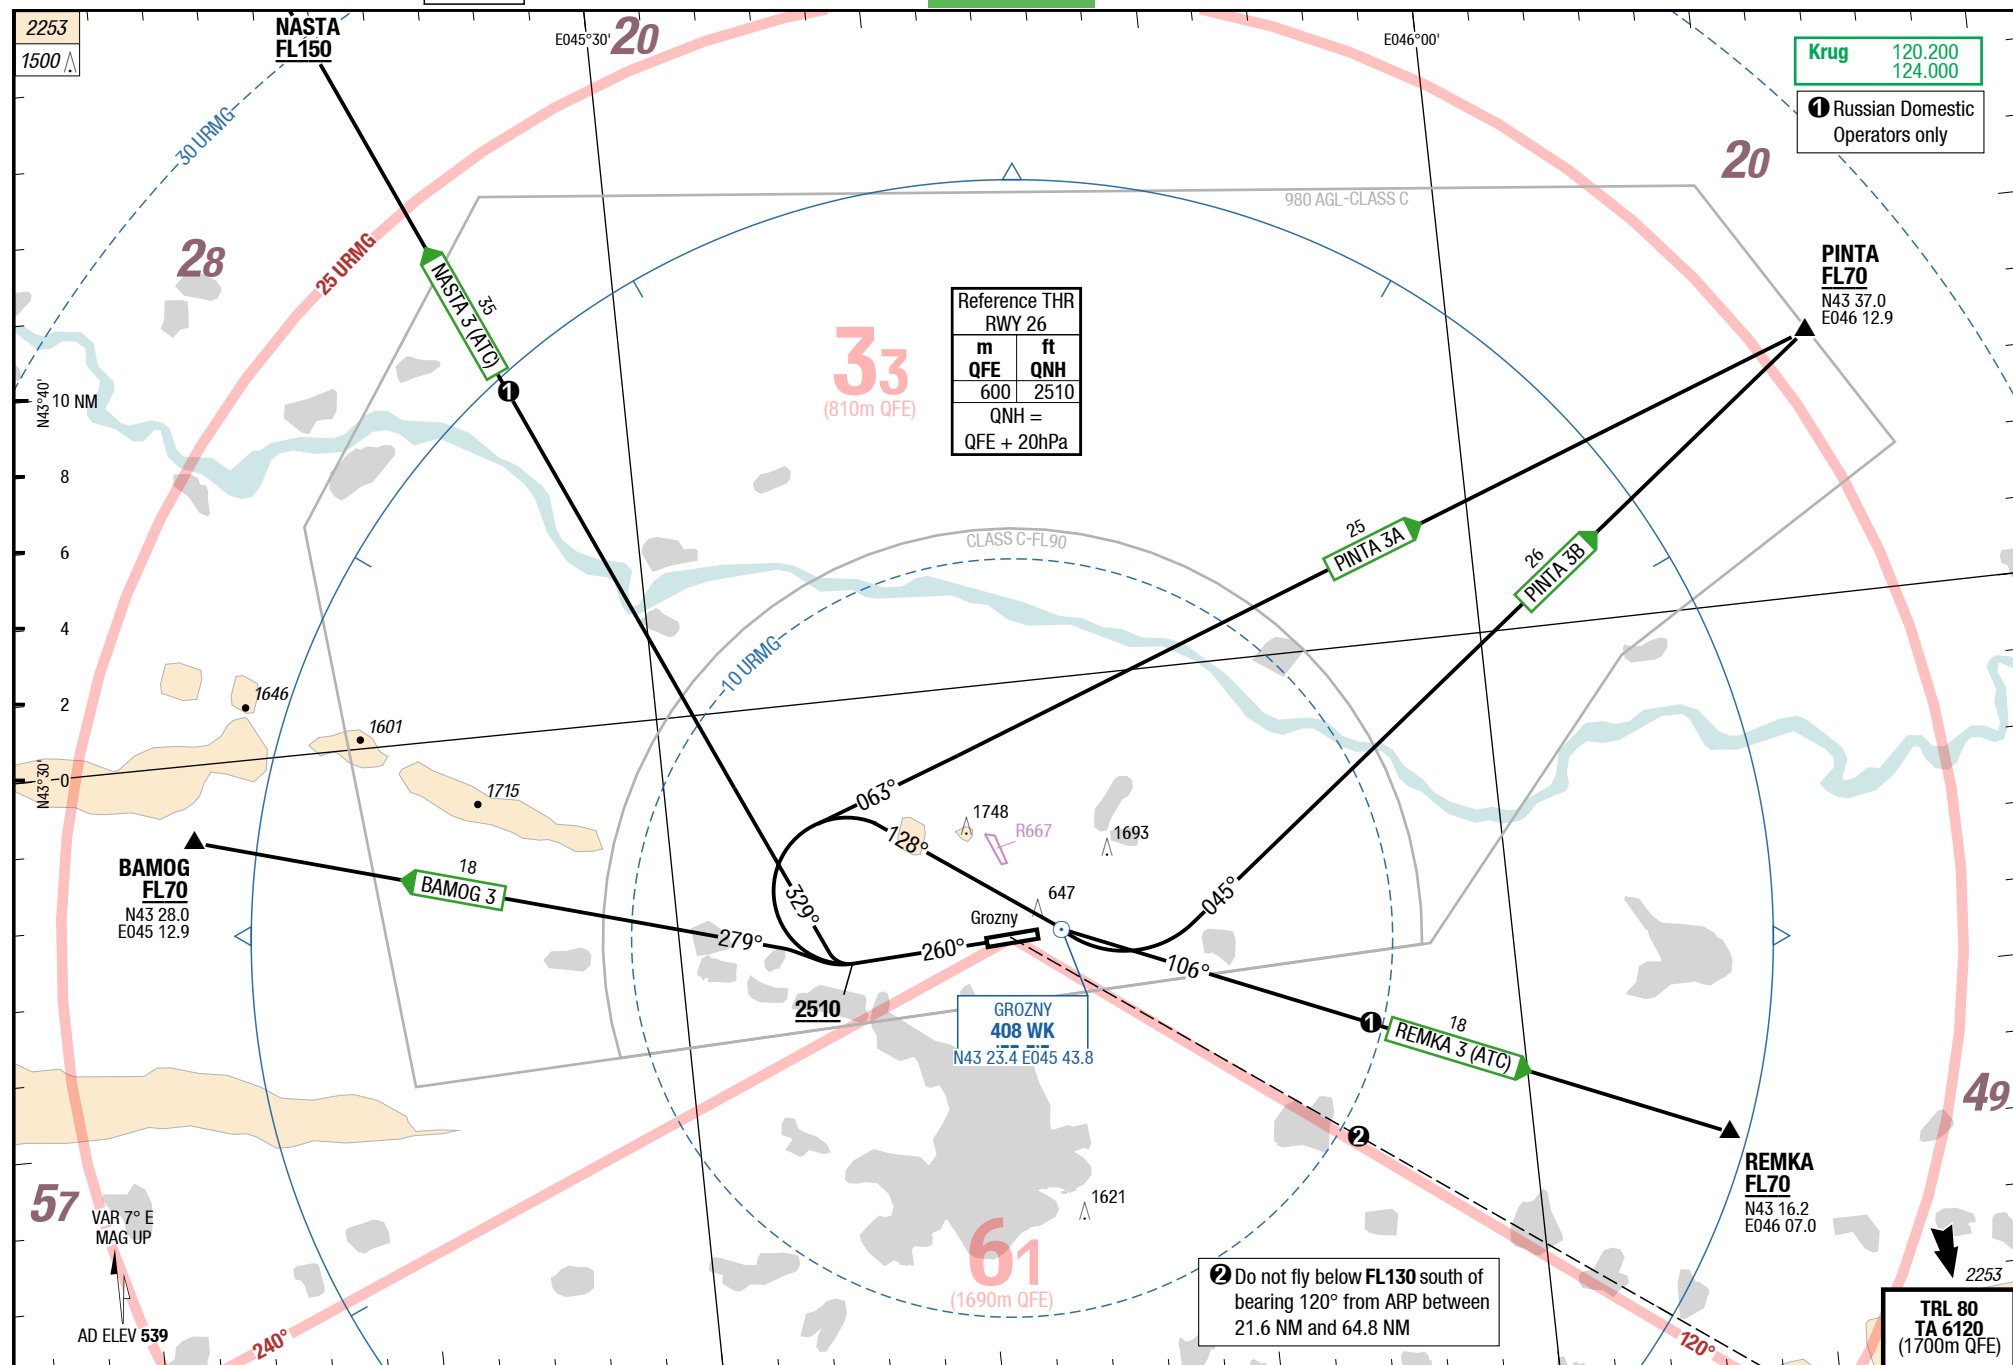 2253
1500
NASTA
FL150
E045°30'
20
E046°00'
Krug 120.200
124.000
1 Russian Domestic
Operators only
30 URMG
20
28
25 URMG
980 AGL-CLASS C
PINTA
FL70
N43 37.0
E046 12.9
35
NASTA 3 (ATC)
1
Reference THR
RWY 26
m ft
QFE QNH
600 2510
QNH =
QFE + 20hPa
33
(810m QFE)
N43°40'
10 NM
8
6
4
2
0
N43°30'
CLASS C-FL90
25
PINTA 3A
26
PINTA 3B
10 URMG
1646
1601
1715
063°
128°
1748
R667
1693
BAMOG
FL70
N43 28.0
E045 12.9
18
BAMOG 3
329°
045°
647
Grozny
279°
260°
106°
2510
GROZNY
408 WK
N43 23.4 E045 43.8
1
18
REMKA 3 (ATC)
49
2
REMKA
FL70
N43 16.2
E046 07.0
57
VAR 7° E
MAG UP
1621
61
(1690m QFE)
2 Do not fly below FL130 south of
bearing 120° from ARP between
21.6 NM and 64.8 NM
2253
AD ELEV 539
240°
120°
TRL 80
TA 6120
(1700m QFE)